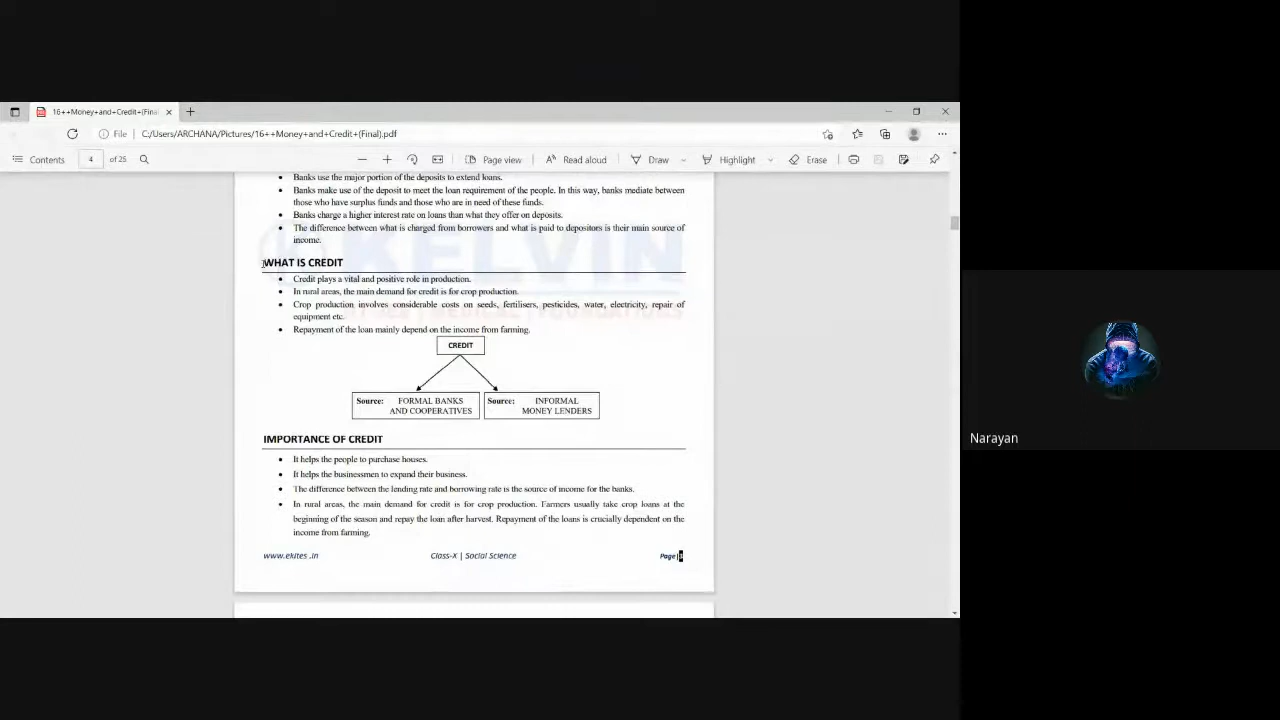 16++Money+and+Credit+(Fina
File C:/Users/ARCHANA/Pictures/16++Money+and+Credit+(Final).pdf
Contents 4 of 25 Page view Read aloud Draw Highlight Erase
Banks use the major portion of the deposits to extend loans.
Banks make use of the deposit to meet the loan requirement of the people. In this way, banks mediate between
those who have surplus funds and those who are in need of these funds.
Banks charge a higher interest rate on loans than what they offer on deposits.
The difference between what is charged from borrowers and what is paid to depositors is their main source of
income.
KELVIN
WHAT IS CREDIT
Credit plays a vital and positive role in production.
In rural areas, the main demand for credit is for crop production.
Crop production involves considerable costs on seeds, fertilisers, pesticides, water, electricity, repair of
equipment etc.
Repayment of the loan mainly depend on the income from farming.
CREDIT
Source: FORMAL BANKS
AND COOPERATIVES
Source: INFORMAL
MONEY LENDERS
IMPORTANCE OF CREDIT
It helps the people to purchase houses.
It helps the businessmen to expand their business.
The difference between the lending rate and borrowing rate is the source of income for the banks.
In rural areas, the main demand for credit is for crop production. Farmers usually take crop loans at the
beginning of the season and repay the loan after harvest. Repayment of the loans is crucially dependent on the
income from farming.
www.ekites .in Class-X | Social Science Page |
Narayan